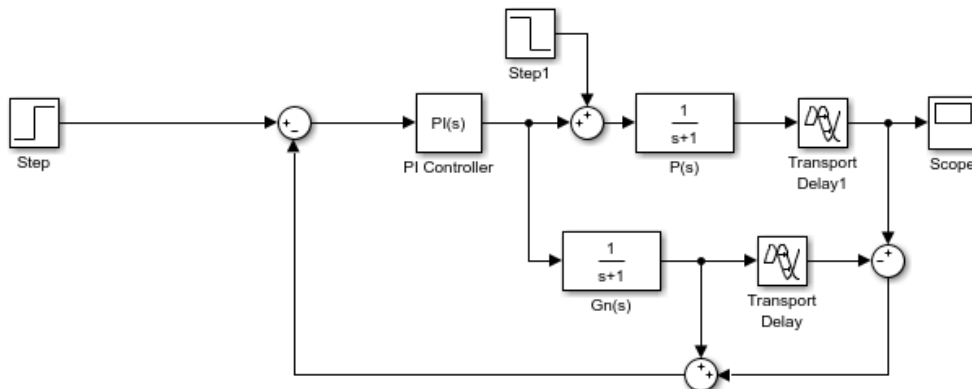 Step1
Step
+
−
PI(s)
PI Controller
+
+
1
s+1
P(s)
Transport
Delay1
Scope
1
s+1
Gn(s)
Transport
Delay
−
+
+
+